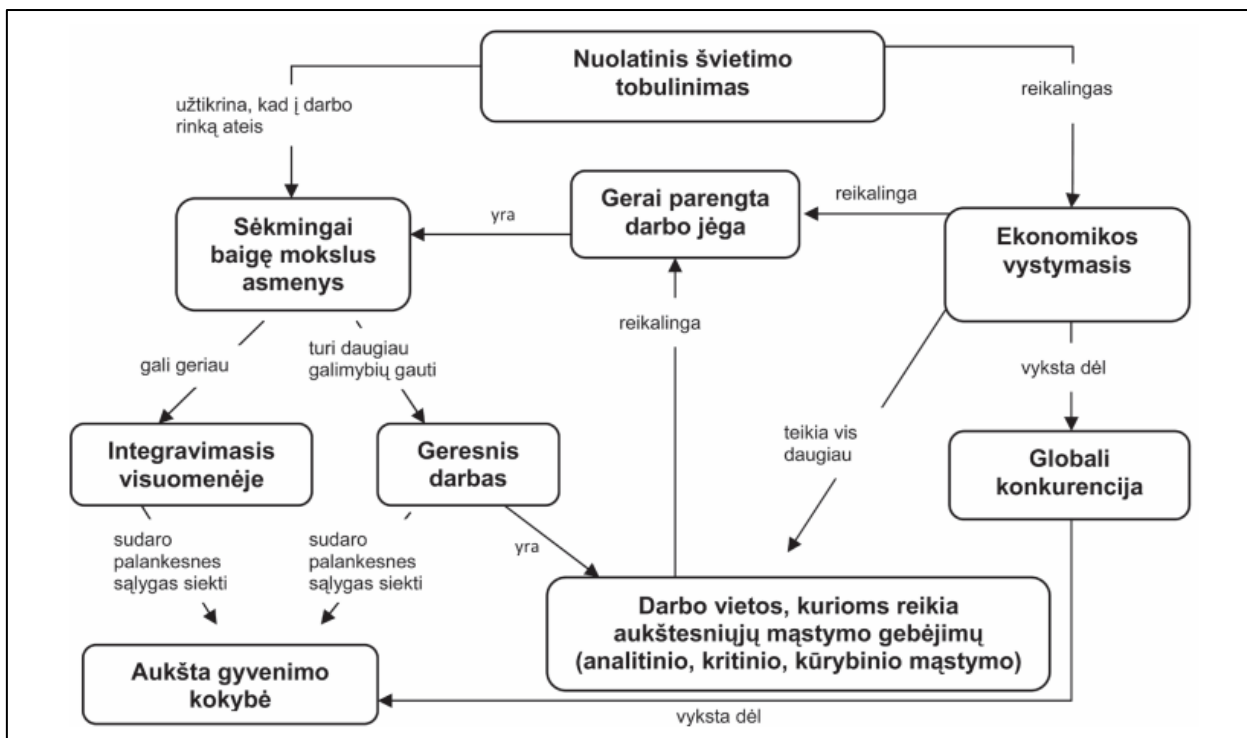 Nuolatinis švietimo
tobulinimas
užtikrina, kad į darbo
rinką ateis
reikalingas
Gerai parengta
darbo jėga
reikalinga
yra
Sėkmingai
baigę mokslus
asmenys
Ekonomikos
vystymasis
reikalinga
gali geriau
turi daugiau
galimybių gauti
vyksta dėl
Integravimasis
visuomenėje
Geresnis
darbas
teikia vis
daugiau
Globali
konkurencija
sudaro
palankesnes
sąlygas siekti
sudaro
palankesnes
sąlygas siekti
yra
Darbo vietos, kurioms reikia
aukštesniųjų mąstymo gebėjimų
(analitinio, kritinio, kūrybinio mąstymo)
Aukšta gyvenimo
kokybė
vyksta dėl